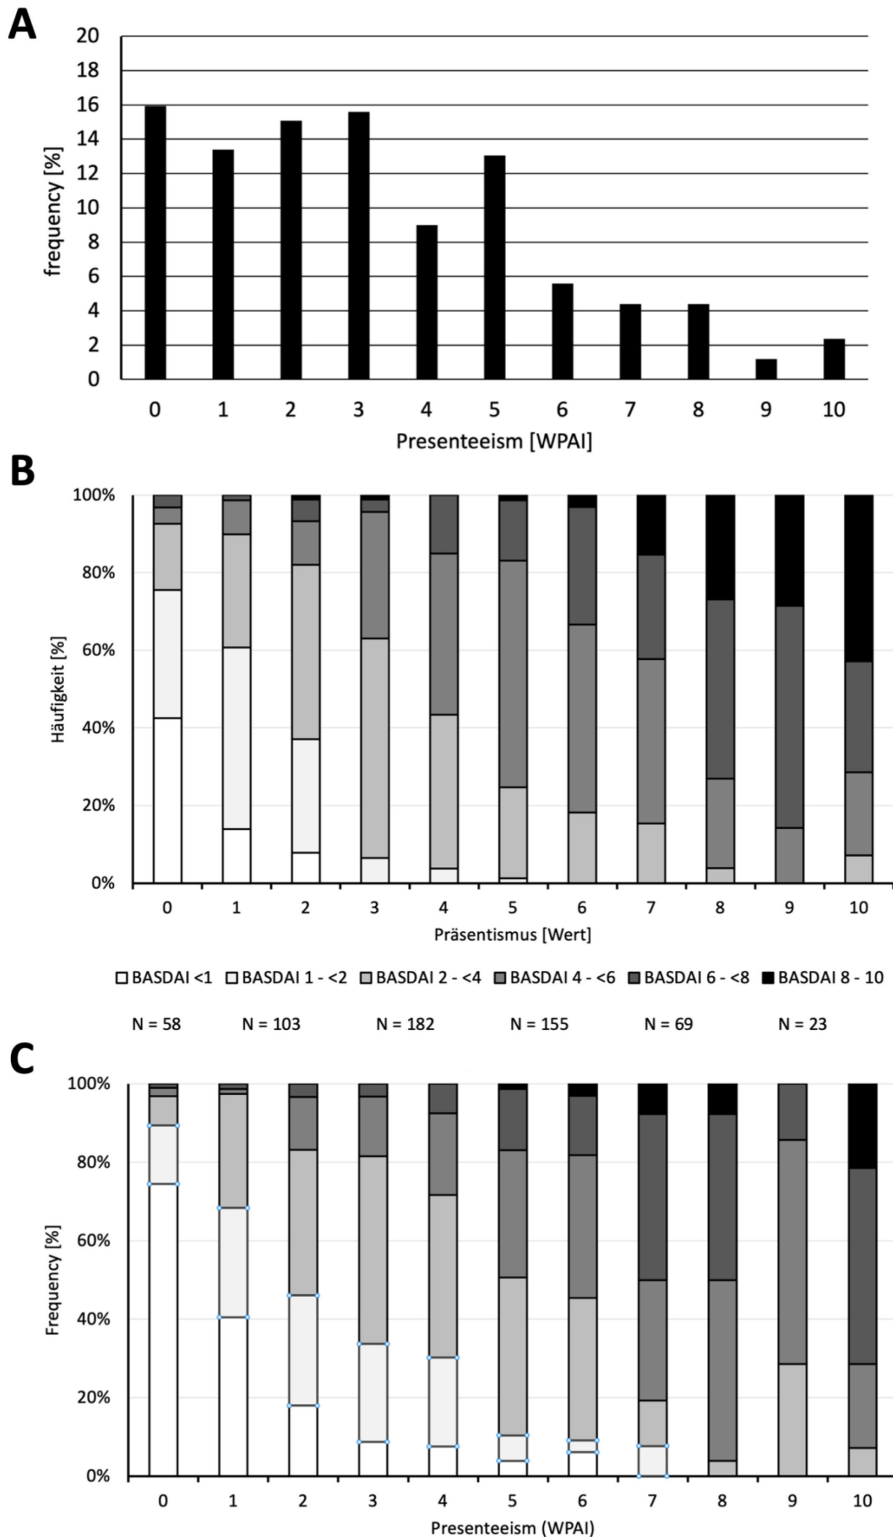 A
20
18
16
14
12
10
8
6
4
2
0
frequency [%]
0 1 2 3 4 5 6 7 8 9 10
Presenteeism [WPAI]
B
100%
80%
60%
40%
20%
0%
Häufigkeit [%]
0 1 2 3 4 5 6 7 8 9 10
Präsentismus [Wert]
BASDAI <1 BASDAI 1 - <2 BASDAI 2 - <4 BASDAI 4 - <6 BASDAI 6 - <8 BASDAI 8 - 10
N = 58 N = 103 N = 182 N = 155 N = 69 N = 23
C
100%
80%
60%
40%
20%
0%
Frequency [%]
0 1 2 3 4 5 6 7 8 9 10
Presenteeism (WPAI)